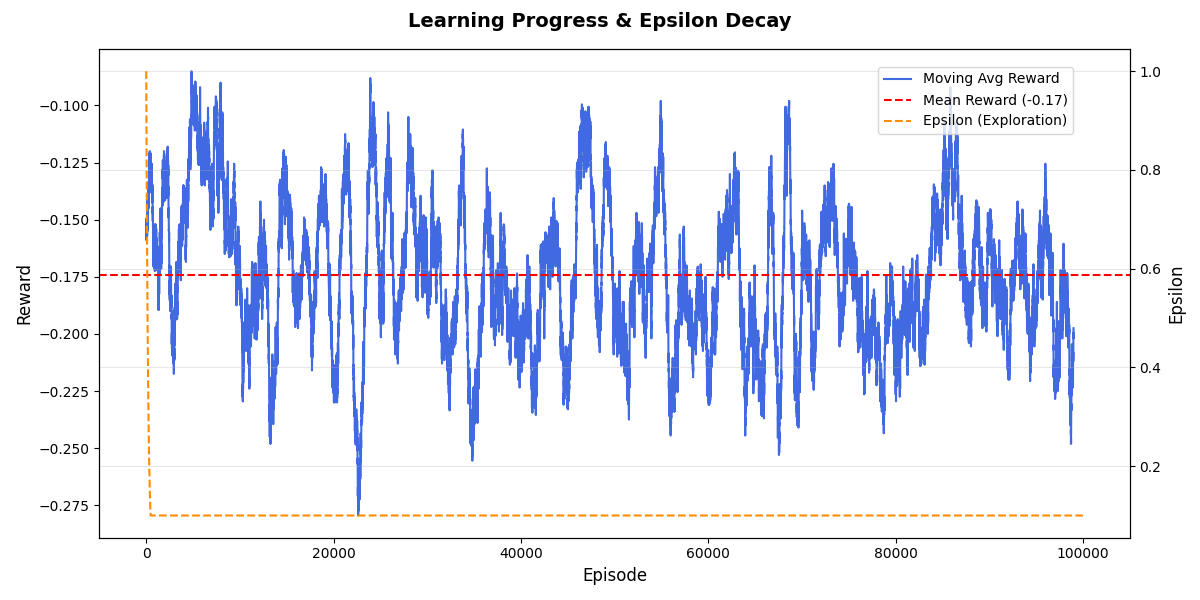 Learning Progress & Epsilon Decay
Moving Avg Reward
Mean Reward (-0.17)
Epsilon (Exploration)
Reward
−0.100
−0.125
−0.150
−0.175
−0.200
−0.225
−0.250
−0.275
1.0
0.8
0.6
0.4
0.2
Epsilon
0 20000 40000 60000 80000 100000
Episode